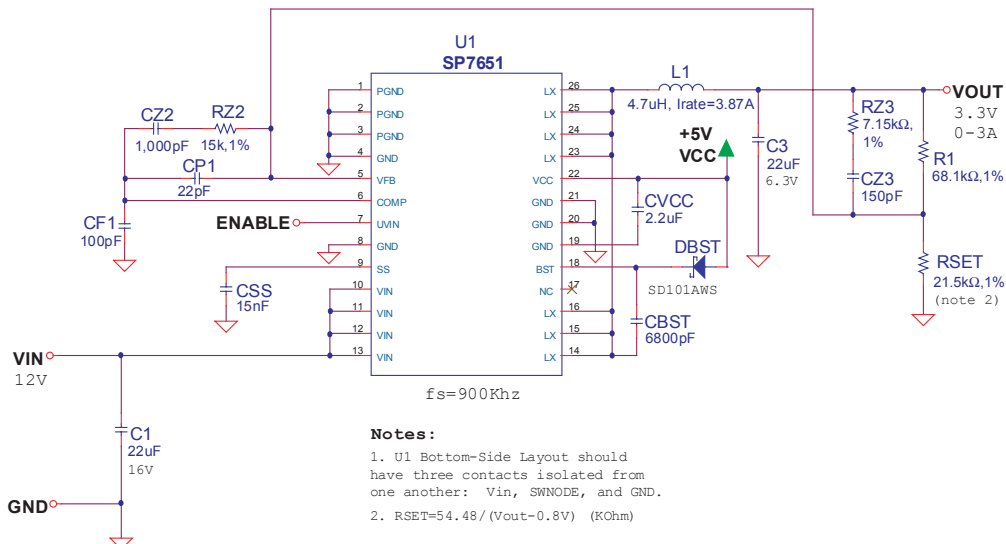 U1
SP7651
1 PGND
2 PGND
3 PGND
4 GND
5 VFB
6 COMP
7 UVIN
8 GND
9 SS
10 VIN
11 VIN
12 VIN
13 VIN
LX 26
LX 25
LX 24
LX 23
VCC 22
GND 21
GND 20
GND 19
BST 18
NC 17
LX 16
LX 15
LX 14
fs=900Khz
CZ2
1,000pF
RZ2
15k,1%
CP1
22pF
CF1
100pF
ENABLE
CSS
15nF
VIN
12V
C1
22uF
16V
GND
L1
4.7uH, Irate=3.87A
+5V
VCC
CVCC
2.2uF
DBST
SD101AWS
CBST
6800pF
C3
22uF
6.3V
RZ3
7.15kΩ,
1%
CZ3
150pF
VOUT
3.3V
0-3A
R1
68.1kΩ,1%
RSET
21.5kΩ,1%
(note 2)
Notes:
1. U1 Bottom-Side Layout should
have three contacts isolated from
one another: Vin, SWNODE, and GND.
2. RSET=54.48/(Vout-0.8V) (KOhm)